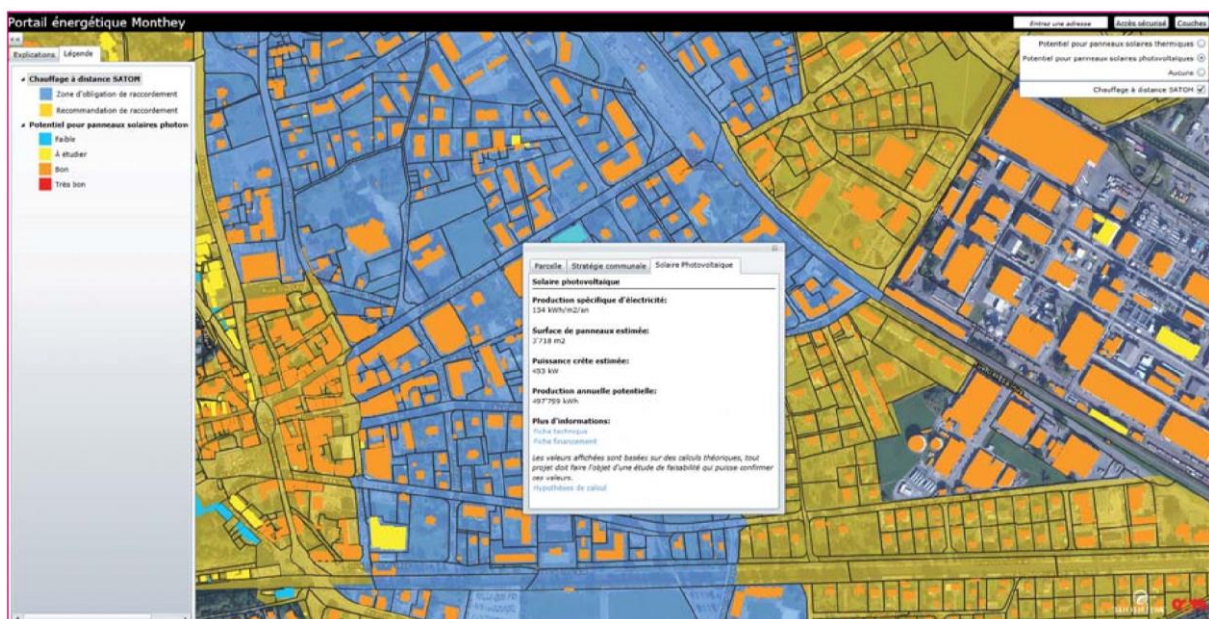 Portail énergétique Monthey
Entrez une adresse
Accès sécurisé
Couches
<<
Explications
Légende
Chauffage à distance SATOM
Zone d'obligation de raccordement
Recommandation de raccordement
Potentiel pour panneaux solaires photov
Faible
À étudier
Bon
Très bon
Potentiel pour panneaux solaires thermiques
Potentiel pour panneaux solaires photovoltaïques
Aucune
Chauffage à distance SATOM
Parcelle
Stratégie communale
Solaire Photovoltaïque
Solaire photovoltaïque
Production spécifique d'électricité:
134 kWh/m2/an
Surface de panneaux estimée:
3'718 m2
Puissance crête estimée:
453 kW
Production annuelle potentielle:
497'759 kWh
Plus d'informations:
Fiche technique
Fiche financement
Les valeurs affichées sont basées sur des calculs théoriques, tout
projet doit faire l'objet d'une étude de faisabilité qui puisse confirmer
ces valeurs.
Hypothèses de calcul